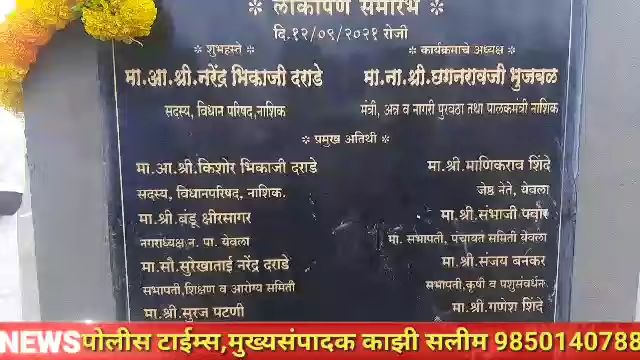 ❊ लोकार्पण समारंभ ❊
दि.१२/०९/२०२१ रोजी
❊ शुभहस्ते ❊
मा.आ.श्री.नरेंद्र भिकाजी दराडे
सदस्य, विधान परिषद,नाशिक
❊ कार्यक्रमाचे अध्यक्ष ❊
मा.ना.श्री.छगनरावजी भुजबळ
मंत्री, अन्न व नागरी पुरवठा तथा पालकमंत्री नाशिक
❊ प्रमुख अतिथी ❊
मा.आ.श्री.किशोर भिकाजी दराडे
सदस्य, विधानपरिषद, नाशिक.
मा.श्री.बंडू क्षीरसागर
नगराध्यक्ष न. पा. येवला
मा.सौ.सुरेखाताई नरेंद्र दराडे
सभापती,शिक्षण व आरोग्य समिती
मा.श्री.सुरज पटणी
मा.श्री.माणिकराव शिंदे
जेष्ठ नेते, येवला
मा.श्री.संभाजी पवार
मा. सभापती, पंचायत समिती येवला
मा.श्री.संजय बनकर
सभापती,कृषी व पशुसंवर्धन
मा.श्री.गणेश शिंदे
NEWS पोलीस टाईम्स,मुख्यसंपादक काझी सलीम 9850140788